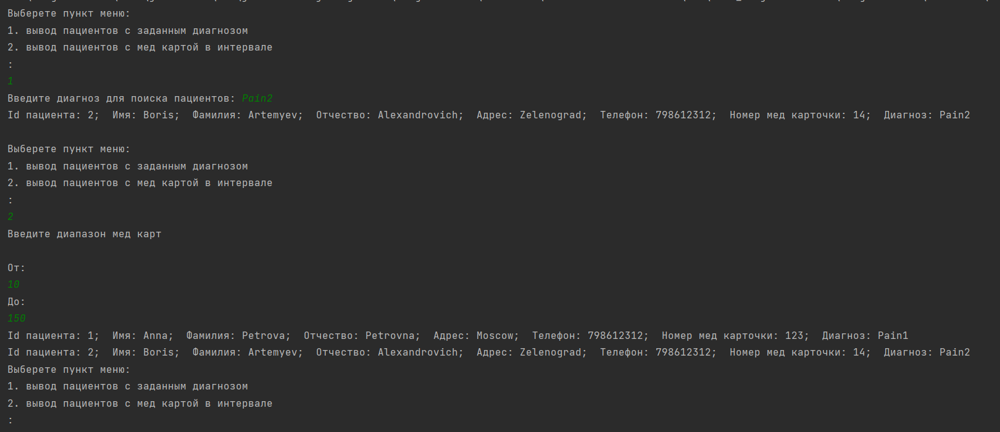 Выберете пункт меню:
1. вывод пациентов с заданным диагнозом
2. вывод пациентов с мед картой в интервале
:
1
Введите диагноз для поиска пациентов: Pain2
Id пациента: 2;  Имя: Boris;  Фамилия: Artemyev;  Отчество: Alexandrovich;  Адрес: Zelenograd;  Телефон: 798612312;  Номер мед карточки: 14;  Диагноз: Pain2
Выберете пункт меню:
1. вывод пациентов с заданным диагнозом
2. вывод пациентов с мед картой в интервале
:
2
Введите диапазон мед карт
От:
10
До:
150
Id пациента: 1;  Имя: Anna;  Фамилия: Petrova;  Отчество: Petrovna;  Адрес: Moscow;  Телефон: 798612312;  Номер мед карточки: 123;  Диагноз: Pain1
Id пациента: 2;  Имя: Boris;  Фамилия: Artemyev;  Отчество: Alexandrovich;  Адрес: Zelenograd;  Телефон: 798612312;  Номер мед карточки: 14;  Диагноз: Pain2
Выберете пункт меню:
1. вывод пациентов с заданным диагнозом
2. вывод пациентов с мед картой в интервале
: